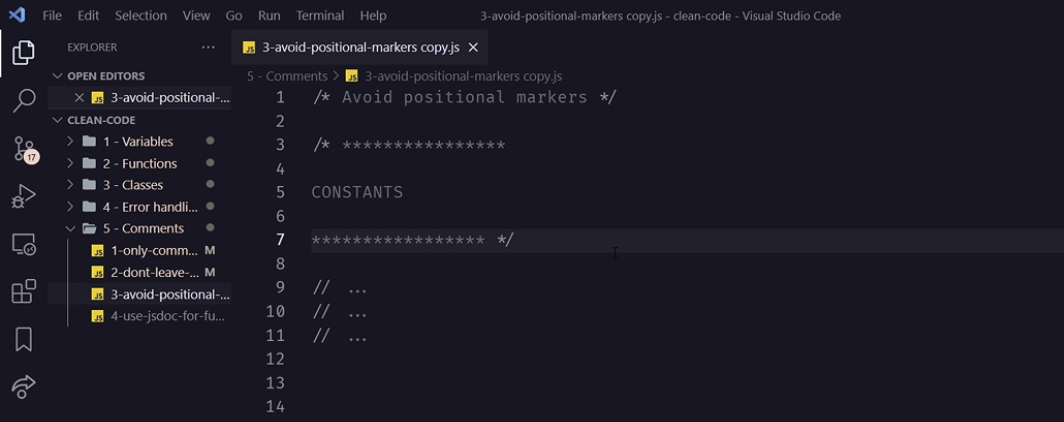 File Edit Selection View Go Run Terminal Help 3-avoid-positional-markers copy.js - clean-code - Visual Studio Code
EXPLORER ...
3-avoid-positional-markers copy.js ×
OPEN EDITORS
5 - Comments > JS 3-avoid-positional-markers copy.js
× JS 3-avoid-positional-...
CLEAN-CODE
1 - Variables
2 - Functions
17
3 - Classes
4 - Error handli...
5 - Comments
JS 1-only-comm... M
JS 2-dont-leave-... M
JS 3-avoid-positional-...
JS 4-use-jsdoc-for-fu...
1 /* Avoid positional markers */
2
3 /* ****************
4
5 CONSTANTS
6
7 ***************** */
8
9 // ...
10 // ...
11 // ...
12
13
14